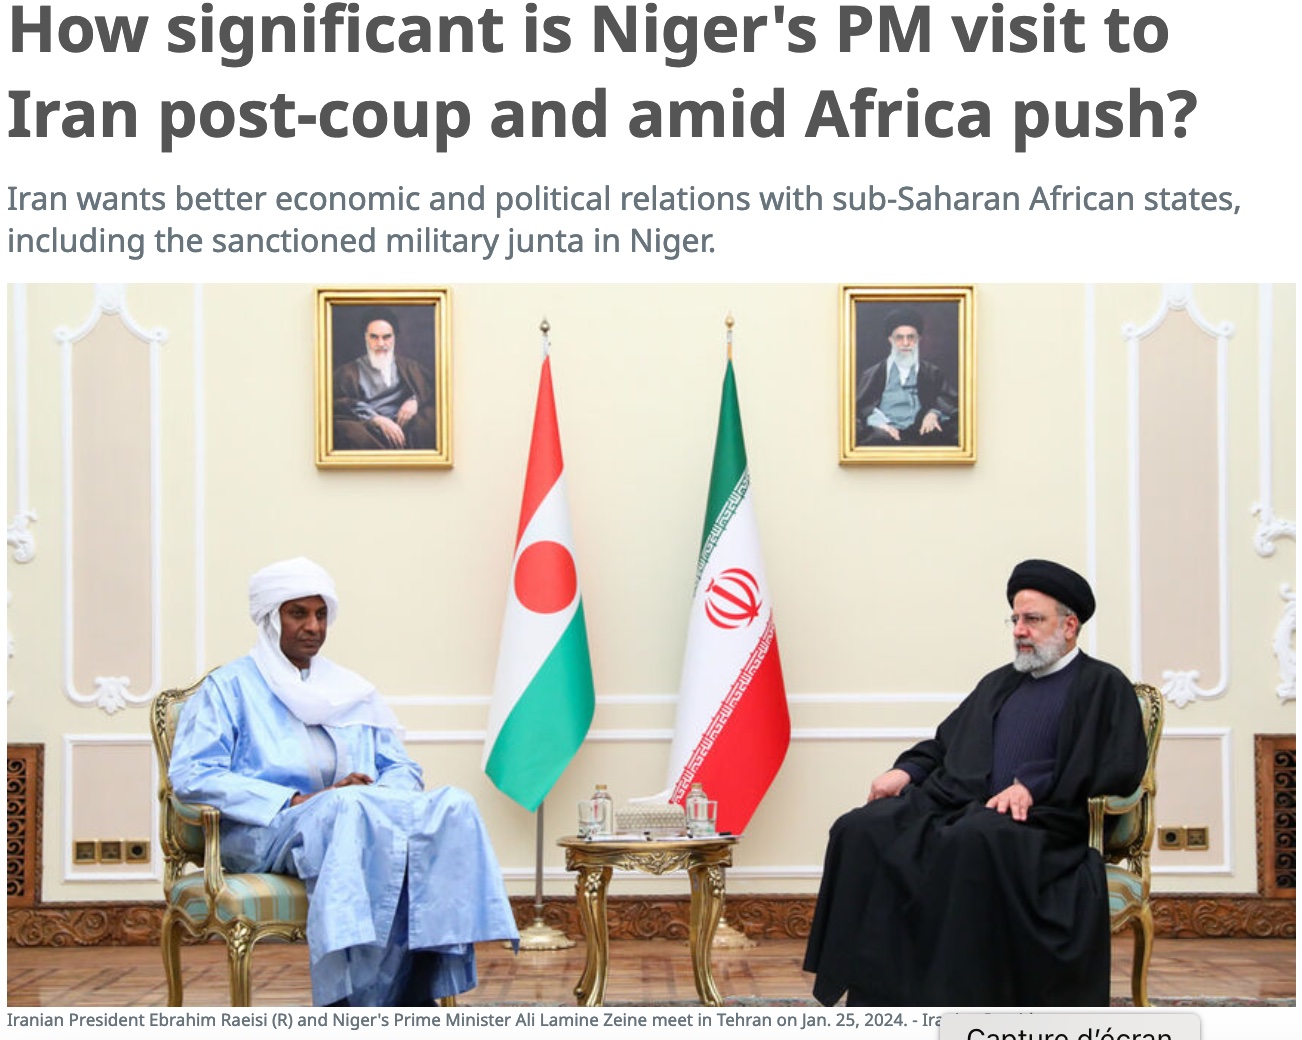 How significant is Niger's PM visit to
Iran post-coup and amid Africa push?
Iran wants better economic and political relations with sub-Saharan African states,
including the sanctioned military junta in Niger.
Iranian President Ebrahim Raeisi (R) and Niger's Prime Minister Ali Lamine Zeine meet in Tehran on Jan. 25, 2024. -
Capture d'écran